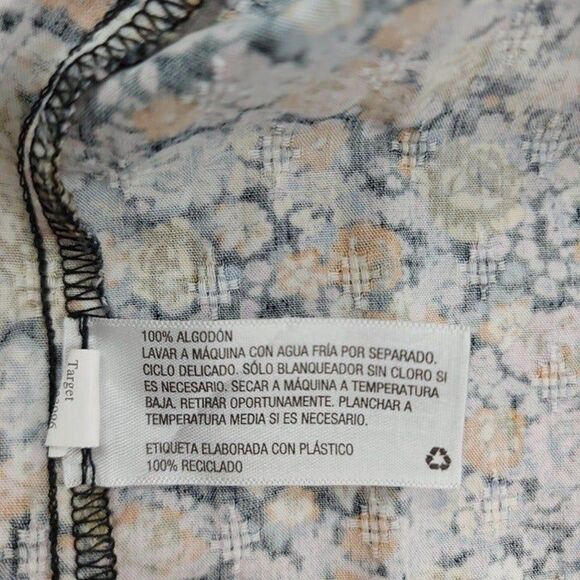 100% ALGODÓN
LAVAR A MÁQUINA CON AGUA FRÍA POR SEPARADO.
CICLO DELICADO. SÓLO BLANQUEADOR SIN CLORO SI
ES NECESARIO. SECAR A MÁQUINA A TEMPERATURA
BAJA. RETIRAR OPORTUNAMENTE. PLANCHAR A
TEMPERATURA MEDIA SI ES NECESARIO.
ETIQUETA ELABORADA CON PLÁSTICO
100% RECICLADO
Target